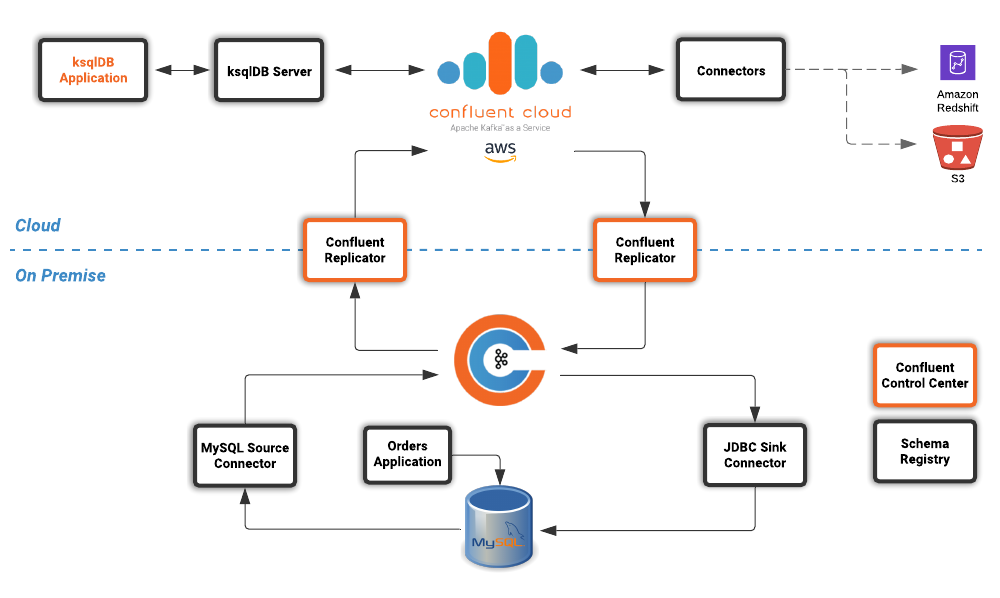 ksqlDB
Application
ksqlDB Server
confluent cloud
Apache Kafka® as a Service
aws
Connectors
Amazon
Redshift
S3
Cloud
On Premise
Confluent
Replicator
Confluent
Replicator
Confluent
Control Center
MySQL Source
Connector
Orders
Application
JDBC Sink
Connector
Schema
Registry
MySQL